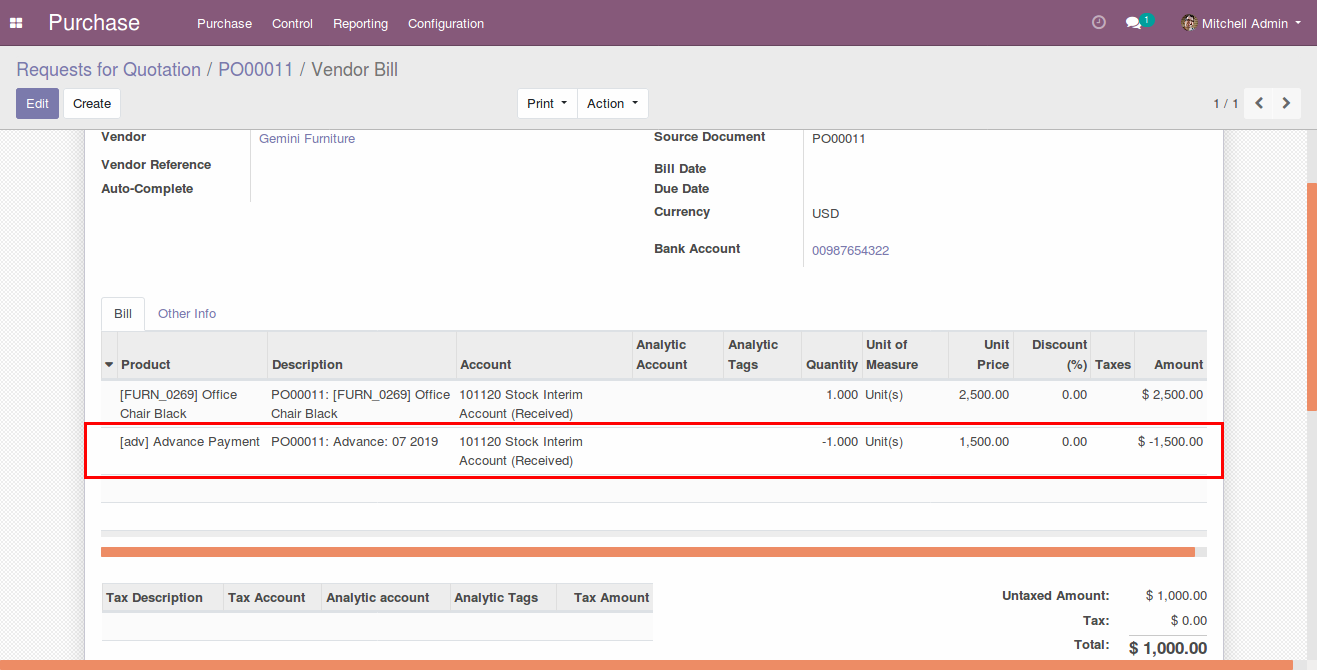 Purchase Purchase Control Reporting Configuration 1 Mitchell Admin
Requests for Quotation / PO00011 / Vendor Bill
Edit Create Print Action 1 / 1
Vendor Gemini Furniture Source Document PO00011
Vendor Reference Bill Date
Auto-Complete Due Date
Currency USD
Bank Account 00987654322
Bill Other Info
Product Description Account Analytic Account Analytic Tags Quantity Unit of Measure Unit Price Discount (%) Taxes Amount
[FURN_0269] Office PO00011: [FURN_0269] Office 101120 Stock Interim 1.000 Unit(s) 2,500.00 0.00 $ 2,500.00
Chair Black Chair Black Account (Received)
[adv] Advance Payment PO00011: Advance: 07 2019 101120 Stock Interim -1.000 Unit(s) 1,500.00 0.00 $ -1,500.00
Account (Received)
Tax Description Tax Account Analytic account Analytic Tags Tax Amount
Untaxed Amount: $ 1,000.00
Tax: $ 0.00
Total: $ 1,000.00